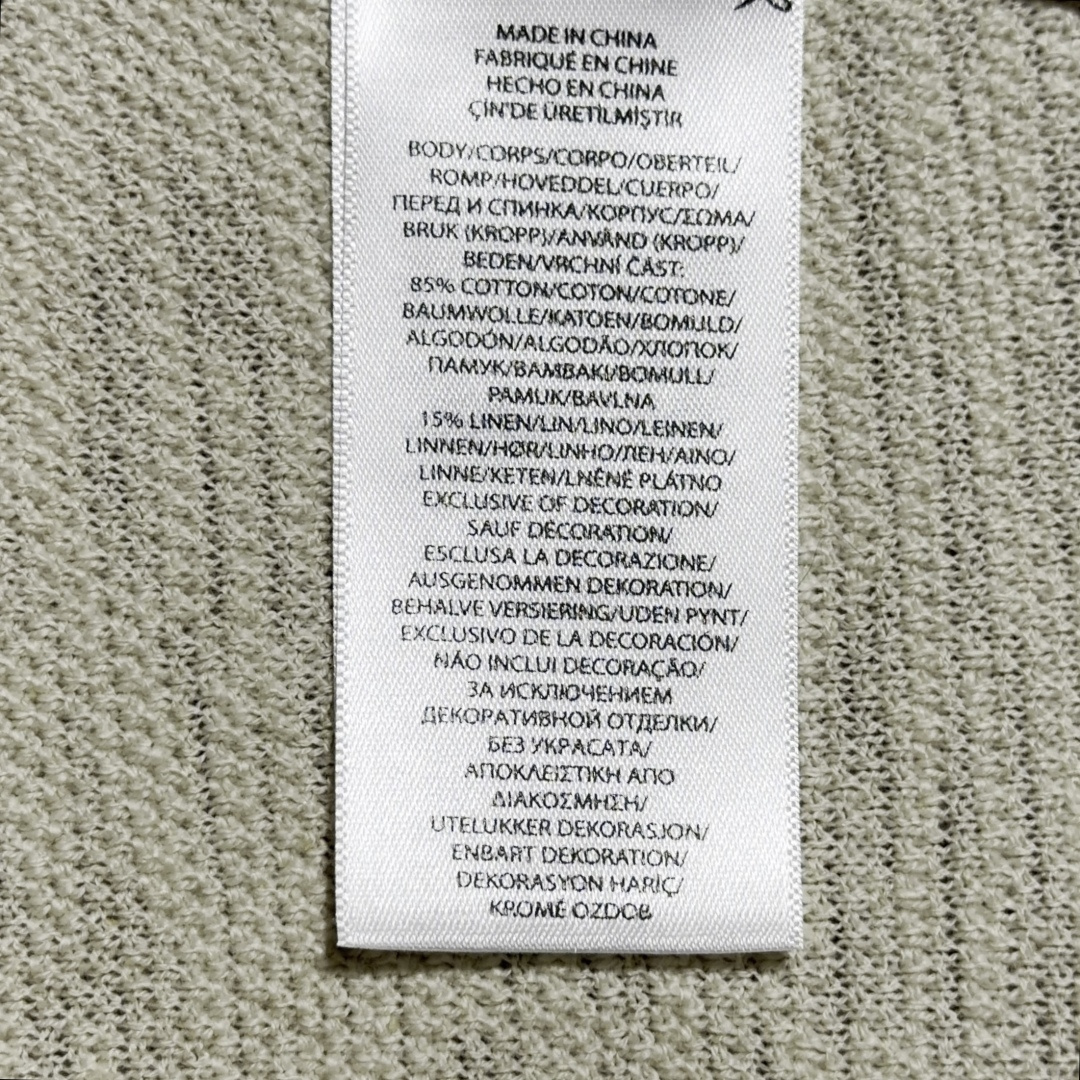 MADE IN CHINA
FABRIQUÉ EN CHINE
HECHO EN CHINA
ÇİN'DE ÜRETİLMİŞTİR
BODY/CORPS/CORPO/OBERTEIL/
ROMP/HOVEDDEL/CUERPO/
ПЕРЕД И СПИНКА/КОРПУС/ΣΩΜΑ/
BRUK (KROPP)/ANVÄND (KROPP)/
BEDEN/VRCHNÍ ČÁST:
85% COTTON/COTON/COTONE/
BAUMWOLLE/KATOEN/BOMULD/
ALGODÓN/ALGODÃO/ХЛОПОК/
ПАМУК/ΒΑΜΒΑΚΙ/BOMULL/
PAMUK/BAVLNA
15% LINEN/LIN/LINO/LEINEN/
LINNEN/HØR/LINHO/ЛЕН/ΛΙΝΟ/
LINNE/KETEN/LNĚNÉ PLÁTNO
EXCLUSIVE OF DECORATION/
SAUF DÉCORATION/
ESCLUSA LA DECORAZIONE/
AUSGENOMMEN DEKORATION/
BEHALVE VERSIERING/UDEN PYNT/
EXCLUSIVO DE LA DECORACIÓN/
NÃO INCLUI DECORAÇÃO/
ЗА ИСКЛЮЧЕНИЕМ
ДЕКОРАТИВНОЙ ОТДЕЛКИ/
БЕЗ УКРАСАТА/
ΑΠΟΚΛΕΙΣΤΙΚΗ ΑΠΟ
ΔΙΑΚΟΣΜΗΣΗ/
UTELUKKER DEKORASJON/
ENBART DEKORATION/
DEKORASYON HARİÇ/
KROMĚ OZDOB